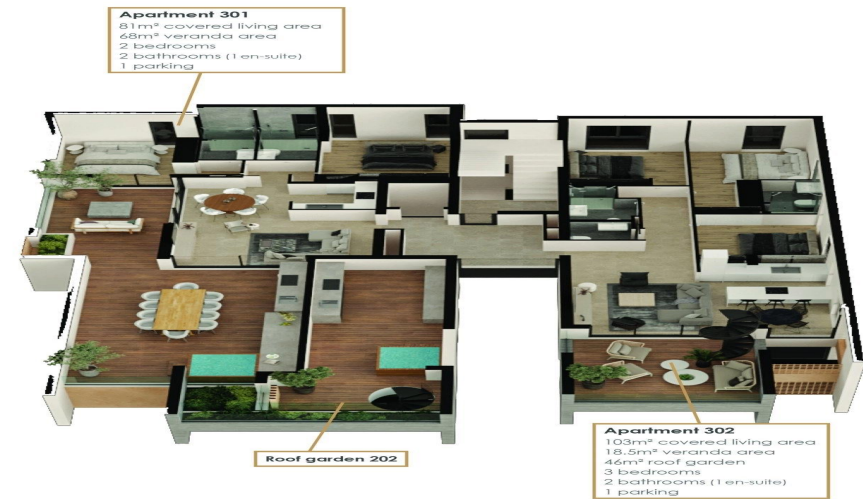 Apartment 301
81m² covered living area
68m² veranda area
2 bedrooms
2 bathrooms (1 en-suite)
1 parking
Roof garden 202
Apartment 302
103m² covered living area
18.5m² veranda area
46m² roof garden
3 bedrooms
2 bathrooms (1 en-suite)
1 parking